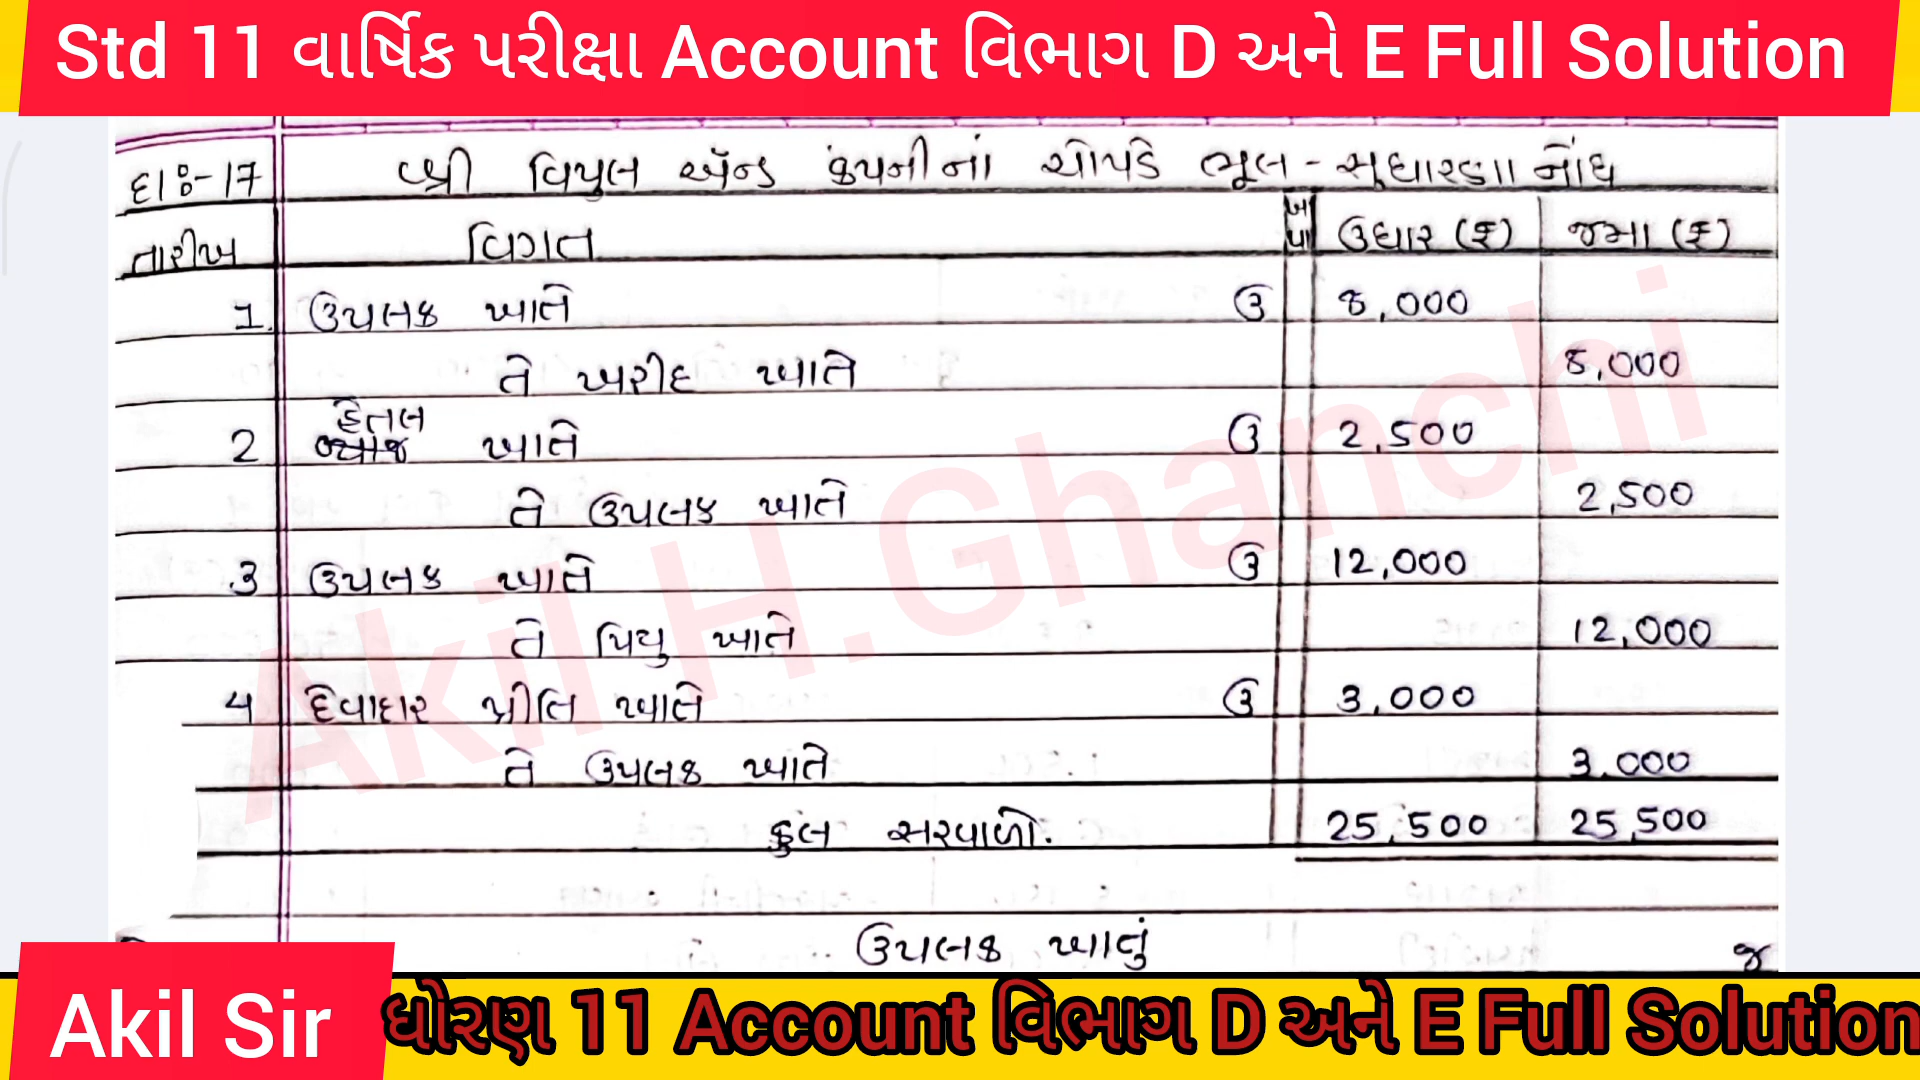 Std 11 વાર્ષિક પરીક્ષા Account વિભાગ D અને E Full Solution
દાઃ-17 શ્રી વિપુલ ઍન્ડ કંપનીનાં ચોપડે ભૂલ-સુધારણા નોંધ
તારીખ વિગત ખા પા ઉધાર (₹) જમા (₹)
1. ઉપલક ખાતે ઉ 8,000
તે ખરીદ ખાતે 8,000
હેતલ
2 વ્યાજ ખાતે ઉ 2,500
તે ઉપલક ખાતે 2,500
3 ઉપલક ખાતે ઉ 12,000
તે પિયુ ખાતે 12,000
4 દેવાદાર પ્રીતિ ખાતે ઉ 3,000
તે ઉપલક ખાતે 3.000
કુલ સરવાળો. 25,500 25,500
ઉપલક ખાતું જ
Akil H.Ghanchi
Akil Sir
ધોરણ 11 Account વિભાગ D અને E Full Solution